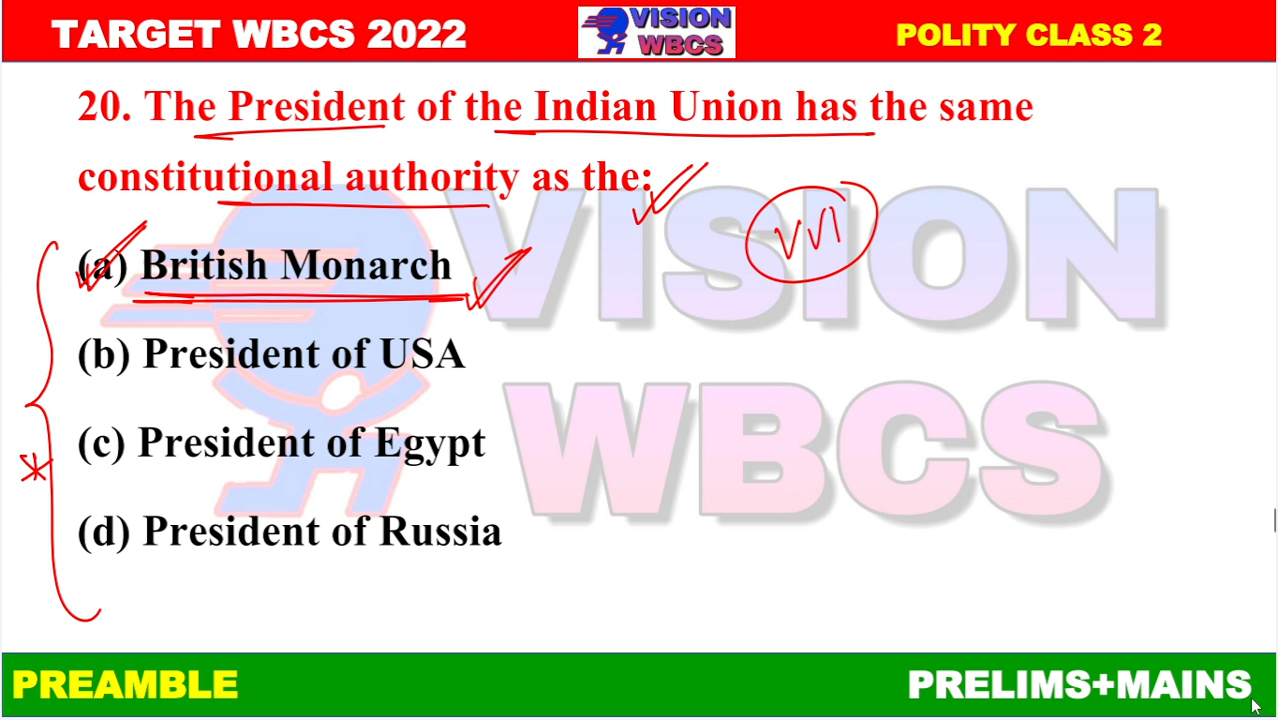 TARGET WBCS 2022
VISION
WBCS
POLITY CLASS 2
20. The President of the Indian Union has the same
constitutional authority as the:
VVI
(a) British Monarch
(b) President of USA
(c) President of Egypt
(d) President of Russia
VISION
WBCS
PREAMBLE
PRELIMS+MAINS